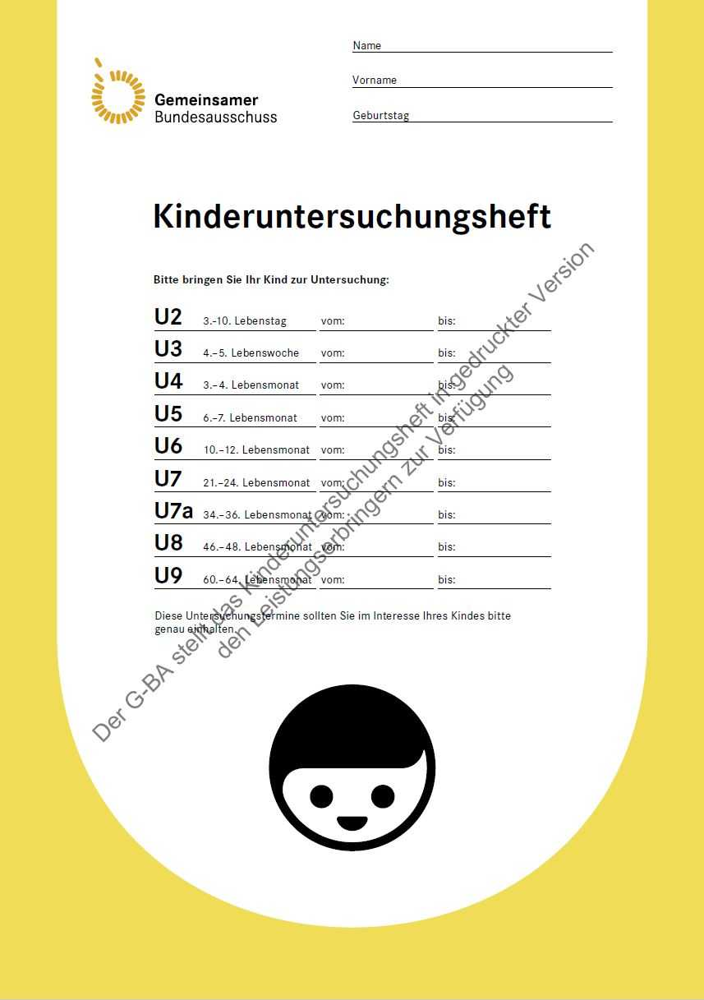 Name
Vorname
Geburtstag
Gemeinsamer
Bundesausschuss
Kinderuntersuchungsheft
Bitte bringen Sie Ihr Kind zur Untersuchung:
U2 3.–10. Lebenstag vom: bis:
U3 4.–5. Lebenswoche vom: bis:
U4 3.–4. Lebensmonat vom: bis:
U5 6.–7. Lebensmonat vom: bis:
U6 10.–12. Lebensmonat vom: bis:
U7 21.–24. Lebensmonat vom: bis:
U7a 34.–36. Lebensmonat vom: bis:
U8 46.–48. Lebensmonat vom: bis:
U9 60.–64. Lebensmonat vom: bis:
Diese Untersuchungstermine sollten Sie im Interesse Ihres Kindes bitte
genau einhalten.
Der G-BA stellt das Kinderuntersuchungsheft in gedruckter Version
den Leistungserbringern zur Verfügung